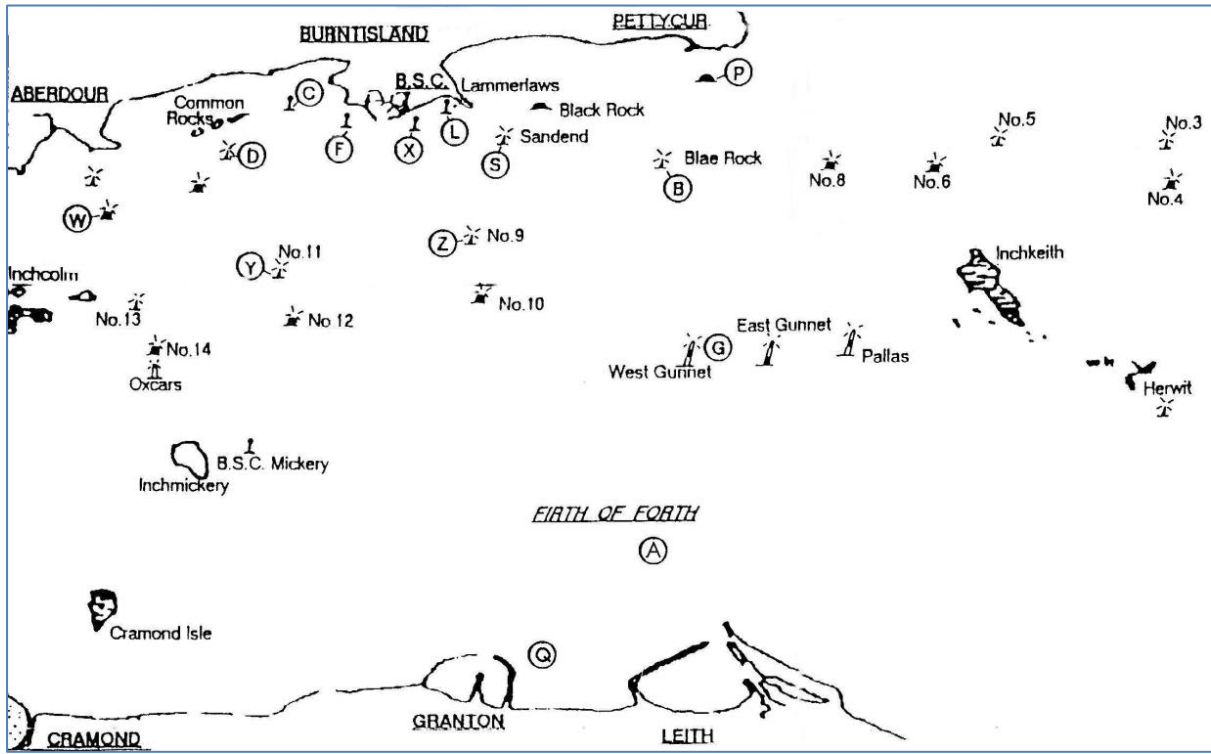 PETTYCUR
BURNTISLAND
B.S.C.
Lammerlaws
P
ABERDOUR
Common
Rocks
C
Black Rock
L
F
X
Sandend
No.5
No.3
D
S
Blae Rock
B
No.8
No.6
No.4
W
No.9
Z
No.11
Y
Inchkeith
Inchcolm
No.10
No.13
No.12
East Gunnet
G
No.14
West Gunnet
Pallas
Oxcars
Herwit
B.S.C. Mickery
Inchmickery
FIRTH OF FORTH
A
Cramond Isle
Q
GRANTON
CRAMOND
LEITH